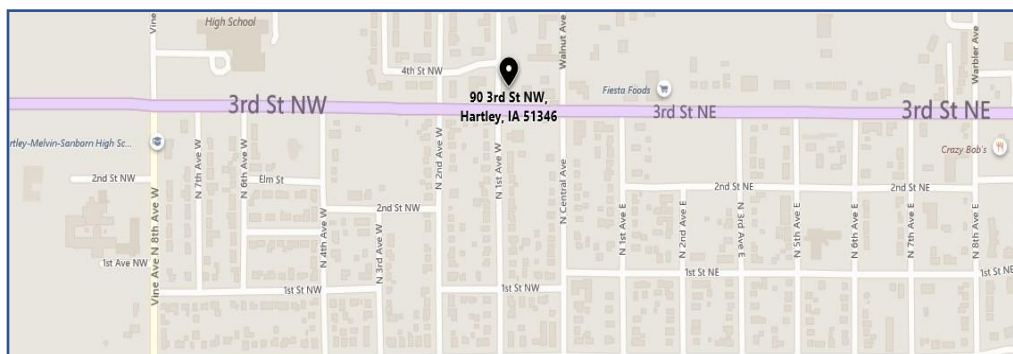 Vine
High School
Walnut Ave
Warbler Ave
4th St NW
90 3rd St NW,
Hartley, IA 51346
Fiesta Foods
3rd St NW
3rd St NE
3rd St NE
rtley-Melvin-Sanborn High Sc...
Crazy Bob's
2nd St NW
N 7th Ave W
N 6th Ave W
Elm St
N 2nd Ave W
N 1st Ave W
N Central Ave
2nd St NE
2nd St NE
Vine Ave N 8th Ave W
N 4th Ave W
2nd St NW
N 3rd Ave W
N 1st Ave E
N 2nd Ave E
N 3rd Ave E
N 5th Ave E
N 6th Ave E
N 7th Ave E
N 8th Ave E
1st Ave NW
1st St NW
1st St NW
1st St NE
1st St NE